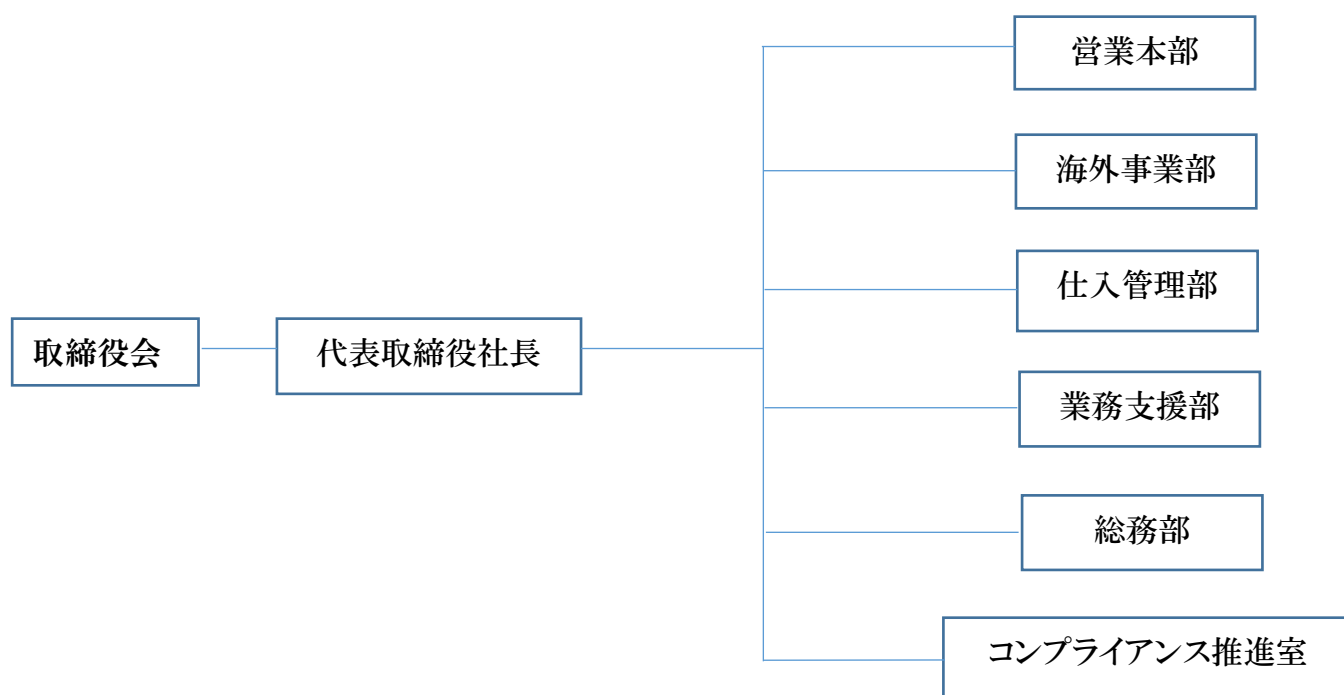 営業本部
海外事業部
仕入管理部
取締役会
代表取締役社長
業務支援部
総務部
コンプライアンス推進室